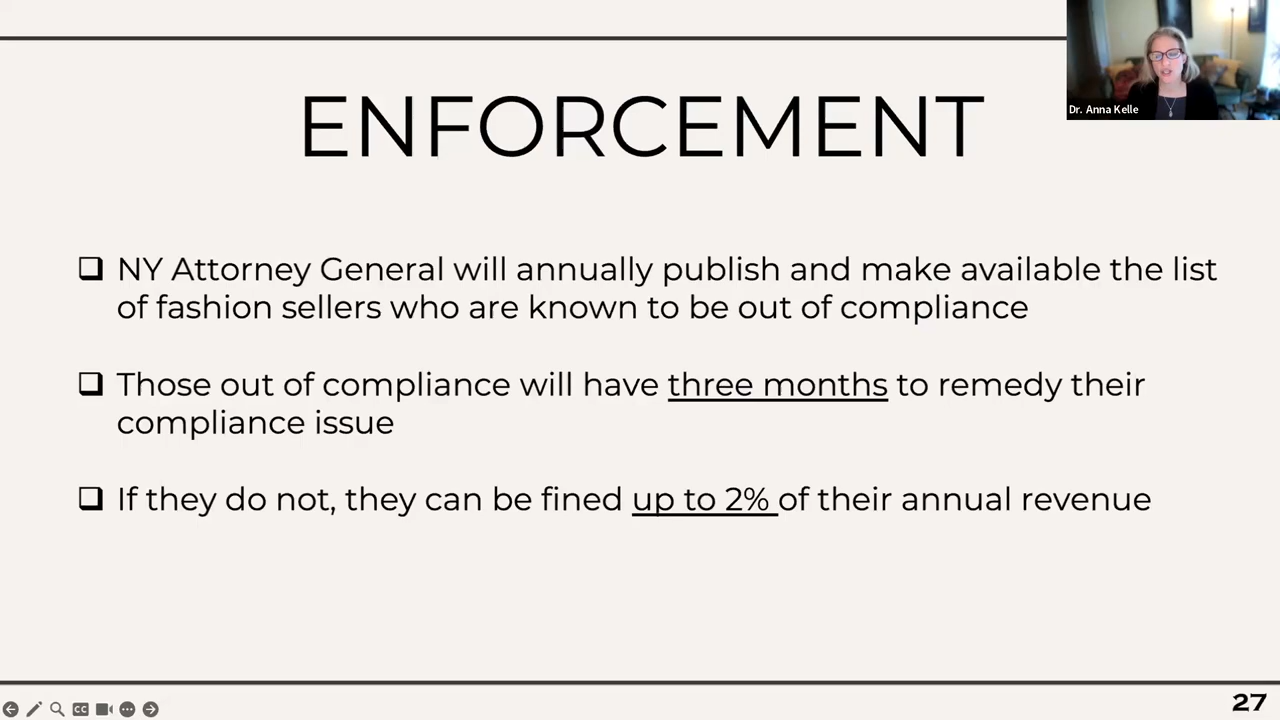 Dr. Anna Kelle
ENFORCEMENT
NY Attorney General will annually publish and make available the list
of fashion sellers who are known to be out of compliance
Those out of compliance will have three months to remedy their
compliance issue
If they do not, they can be fined up to 2% of their annual revenue
CC
27